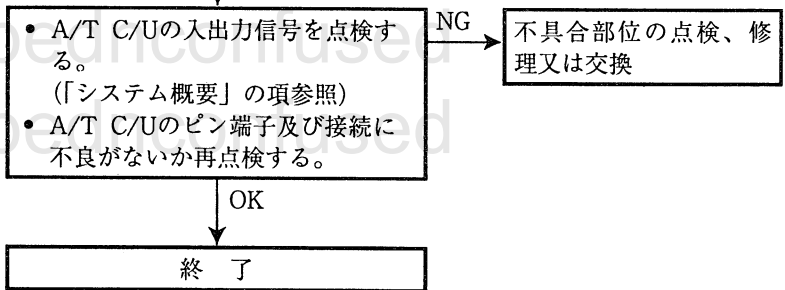 • A/T C/Uの入出力信号を点検す
る。
(「システム概要」の項参照)
• A/T C/Uのピン端子及び接続に
不良がないか再点検する。
NG
不具合部位の点検、修
理又は交換
OK
終 了